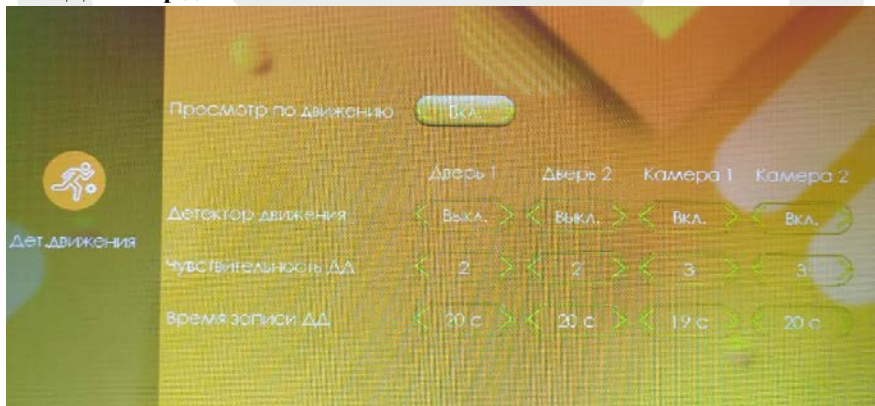 Просмотр по движению Вкл.
Дверь 1 Дверь 2 Камера 1 Камера 2
Детектор движения Выкл. Выкл. Вкл. Вкл.
Дет.движения
Чувствительность ДД 2 2 3 3
Время записи ДД 20 с 20 с 19 с 20 с